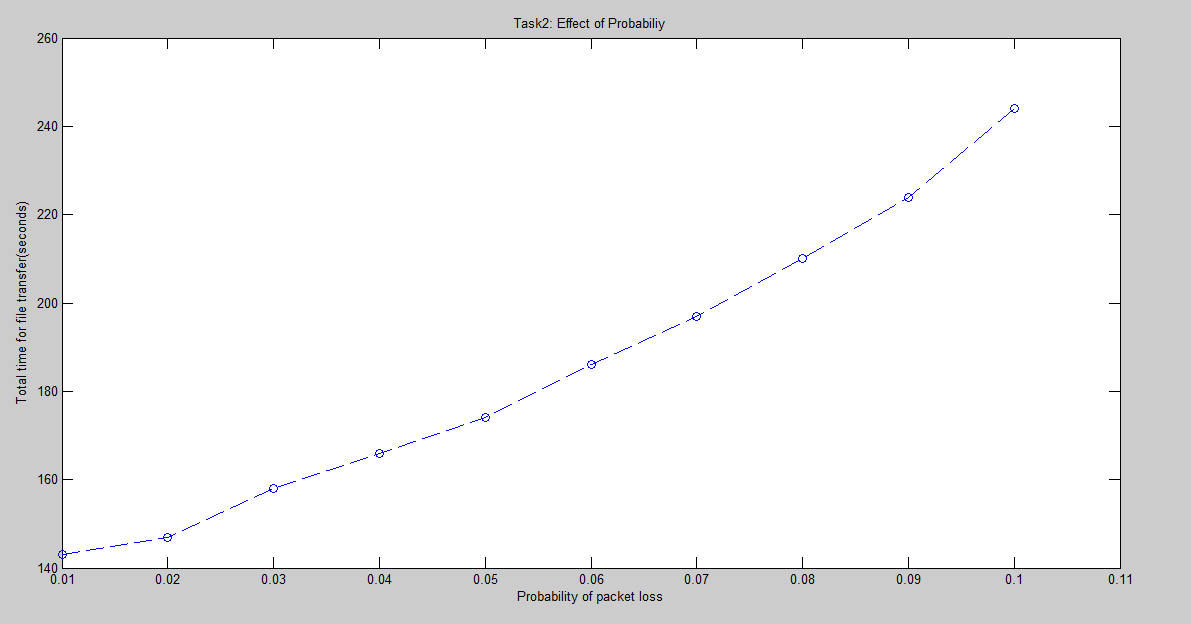 Task2: Effect of Probabiliy
260
240
220
200
180
160
140
Total time for file transfer(seconds)
0.01 0.02 0.03 0.04 0.05 0.06 0.07 0.08 0.09 0.1 0.11
Probability of packet loss